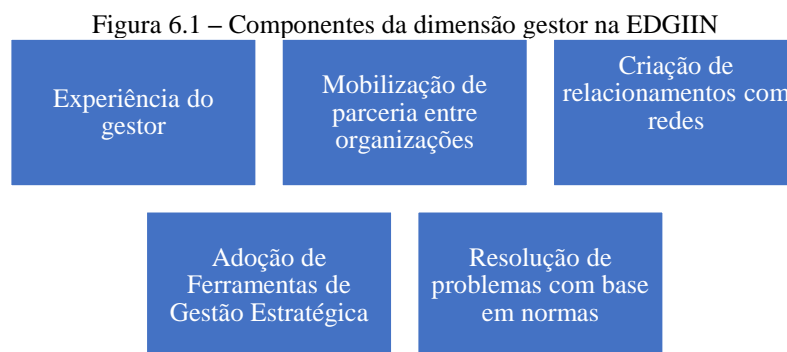 Figura 6.1 – Componentes da dimensão gestor na EDGIIN
Experiência do
gestor
Mobilização de
parceria entre
organizações
Criação de
relacionamentos com
redes
Adoção de
Ferramentas de
Gestão Estratégica
Resolução de
problemas com base
em normas